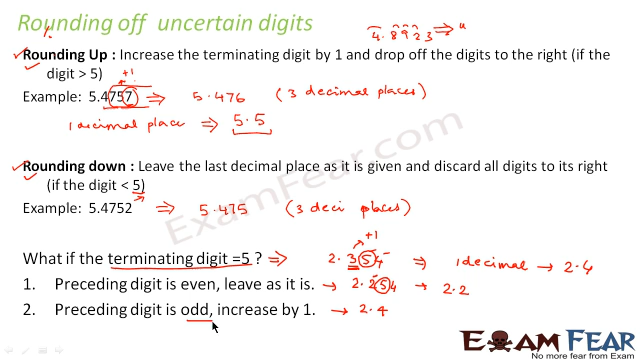 Rounding off uncertain digits
1.
4.8923 ⇒ 4
Rounding Up : Increase the terminating digit by 1 and drop off the digits to the right (if the
digit > 5)
+1
Example: 5.4757 ⇒ 5.476 (3 decimal places)
1 decimal place ⇒ 5.5
Rounding down : Leave the last decimal place as it is given and discard all digits to its right
(if the digit < 5)
Example: 5.4752 ⇒ 5.475 (3 deci places)
+1
What if the terminating digit =5 ? ⇒ 2.354 ⇒ 1 decimal → 2.4
1. Preceding digit is even, leave as it is. → 2.254 → 2.2
2. Preceding digit is odd, increase by 1. → 2.4
ExamFear.com
EXAM FEAR
No more fear from exams